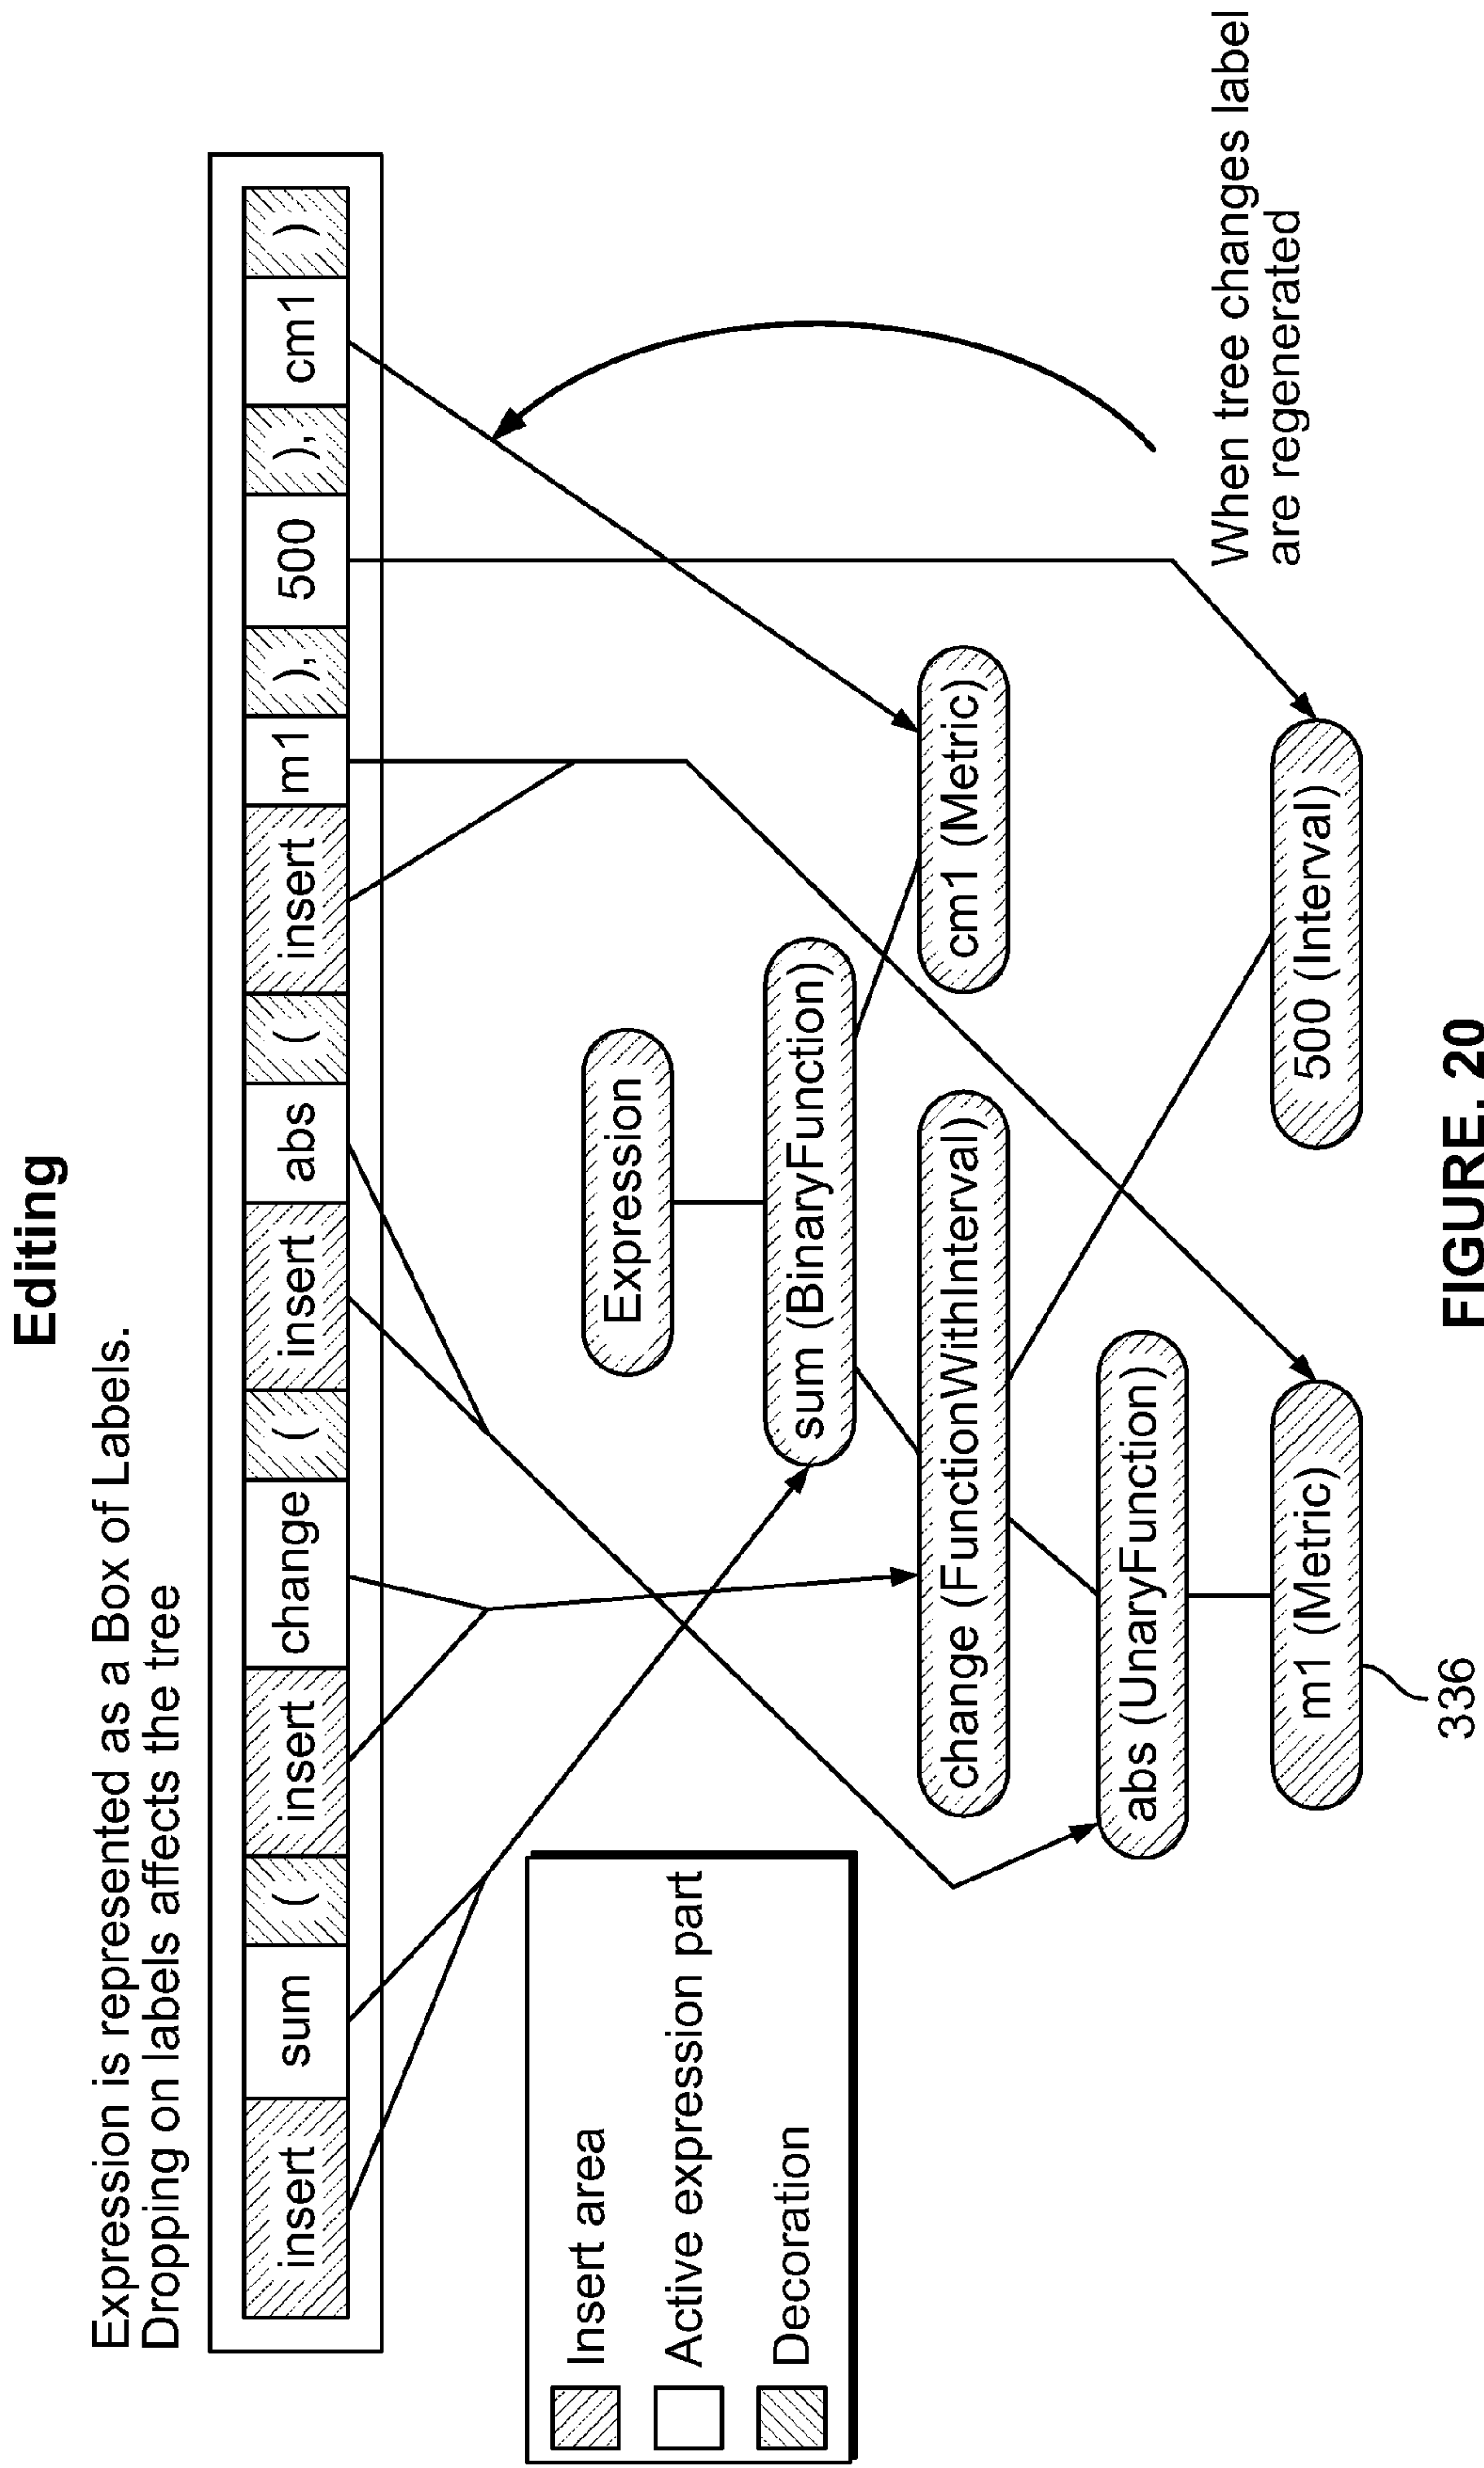 Editing
Expression is represented as a Box of Labels.
Dropping on labels affects the tree
insert sum ( insert change ( insert abs ( insert m1 ), 500 ), cm1 )
Insert area
Active expression part
Decoration
Expression
sum (BinaryFunction)
change (FunctionWithInterval)
cm1 (Metric)
abs (UnaryFunction)
m1 (Metric)
500 (Interval)
When tree changes label
are regenerated
336
FIGURE. 20